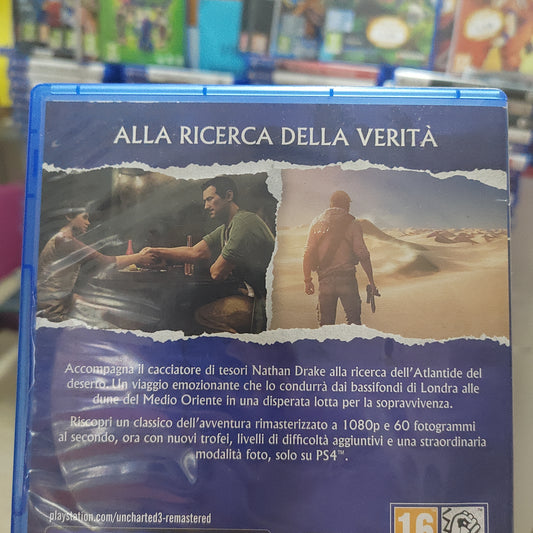 ALLA RICERCA DELLA VERITÀ
Accompagna il cacciatore di tesori Nathan Drake alla ricerca dell'Atlantide del
deserto. Un viaggio emozionante che lo condurrà dai bassifondi di Londra alle
dune del Medio Oriente in una disperata lotta per la sopravvivenza.
Riscopri un classico dell'avventura rimasterizzato a 1080p e 60 fotogrammi
al secondo, ora con nuovi trofei, livelli di difficoltà aggiuntivi e una straordinaria
modalità foto, solo su PS4™.
playstation.com/uncharted3-remastered
16